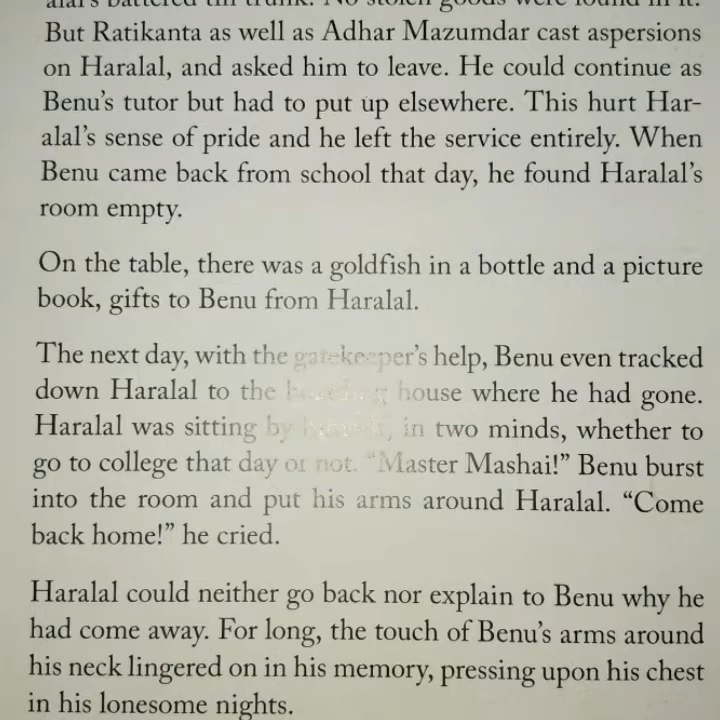 battered tin trunk. No stolen goods were found in it.
But Ratikanta as well as Adhar Mazumdar cast aspersions
on Haralal, and asked him to leave. He could continue as
Benu’s tutor but had to put up elsewhere. This hurt Har-
alal’s sense of pride and he left the service entirely. When
Benu came back from school that day, he found Haralal’s
room empty.
On the table, there was a goldfish in a bottle and a picture
book, gifts to Benu from Haralal.
The next day, with the gatekeeper’s help, Benu even tracked
down Haralal to the house where he had gone.
Haralal was sitting by in two minds, whether to
go to college that day or not. “Master Mashai!” Benu burst
into the room and put his arms around Haralal. “Come
back home!” he cried.
Haralal could neither go back nor explain to Benu why he
had come away. For long, the touch of Benu’s arms around
his neck lingered on in his memory, pressing upon his chest
in his lonesome nights.